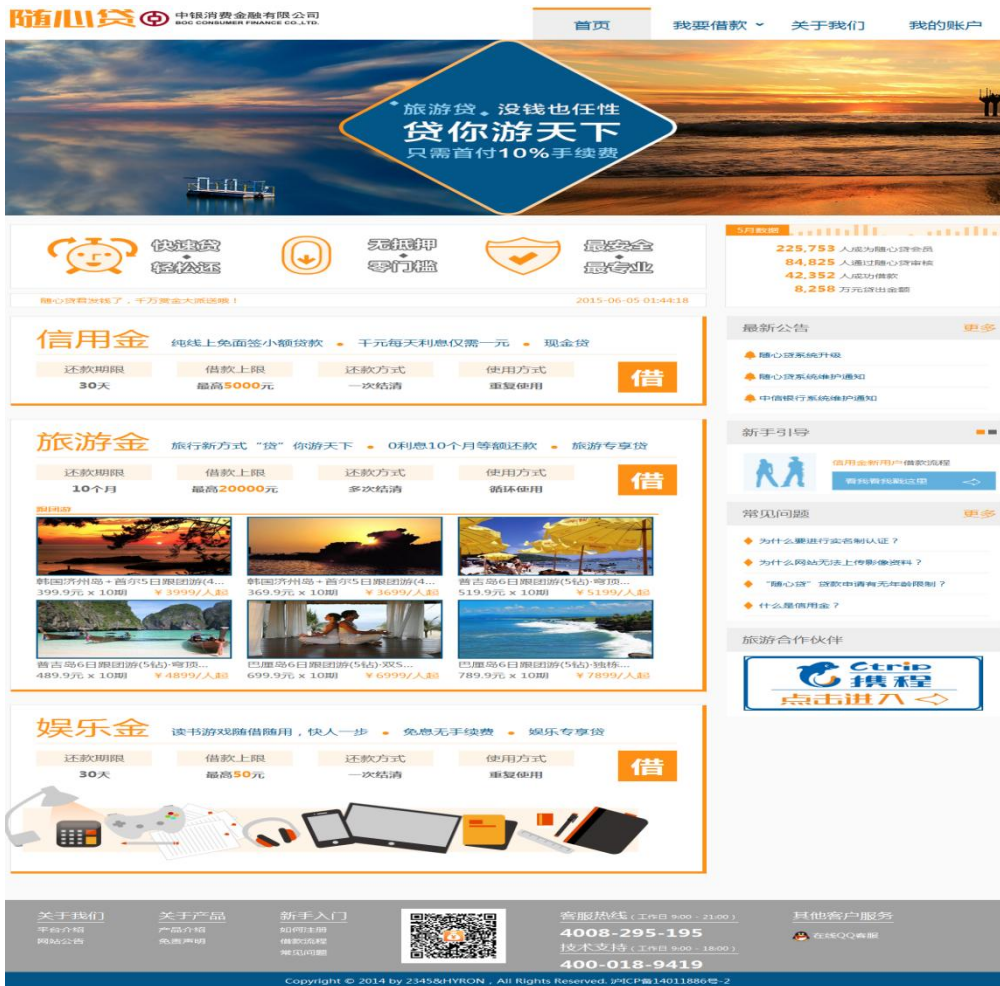 随心贷 中银消费金融有限公司
BOC CONSUMER FINANCE CO.,LTD.
首页 我要借款 关于我们 我的账户
旅游贷。没钱也任性
贷你游天下
只需首付10%手续费
快速贷 轻松还
无抵押 零门槛
最安全 最专业
随心贷君发钱了，千万赏金大派送哦！ 2015-06-05 01:44:18
5月数据
225,753 人成为随心贷会员
84,825 人通过随心贷审核
42,352 人成功借款
8,258 万元贷出金额
信用金 纯线上免面签小额贷款 • 千元每天利息仅需一元 • 现金贷
还款期限 借款上限 还款方式 使用方式
30天 最高5000元 一次结清 重复使用
借
最新公告 更多
随心贷系统升级
随心贷系统维护通知
中信银行系统维护通知
旅游金 旅行新方式“贷”你游天下 • 0利息10个月等额还款 • 旅游专享贷
还款期限 借款上限 还款方式 使用方式
10个月 最高20000元 多次结清 循环使用
借
跟团游
韩国济州岛+首尔5日跟团游(4...
399.9元 x 10期 ¥ 3999/人起
韩国济州岛+首尔5日跟团游(4...
369.9元 x 10期 ¥ 3699/人起
普吉岛6日跟团游(5钻)·穹顶...
519.9元 x 10期 ¥ 5199/人起
普吉岛6日跟团游(5钻)·穹顶...
489.9元 x 10期 ¥ 4899/人起
巴厘岛6日跟团游(5钻)·双S...
699.9元 x 10期 ¥ 6999/人起
巴厘岛6日跟团游(5钻)·独栋...
789.9元 x 10期 ¥ 7899/人起
新手引导
信用金新用户借款流程
看我看我戳这里
常见问题 更多
为什么要进行实名制认证？
为什么网站无法上传影像资料？
“随心贷”贷款申请有无年龄限制？
什么是信用金？
旅游合作伙伴
Ctrip
携程
点击进入
娱乐金 读书游戏随借随用，快人一步 • 免息无手续费 • 娱乐专享贷
还款期限 借款上限 还款方式 使用方式
30天 最高50元 一次结清 重复使用
借
关于我们
平台介绍
网站公告
关于产品
产品介绍
免责声明
新手入门
如何注册
借款流程
常见问题
客服热线 ( 工作日 9:00 - 21:00 )
4008-295-195
技术支持 ( 工作日 9:00 - 18:00 )
400-018-9419
其他客户服务
在线QQ客服
Copyright © 2014 by 2345&HYRON , All Rights Reserved. 沪ICP备14011886号-2